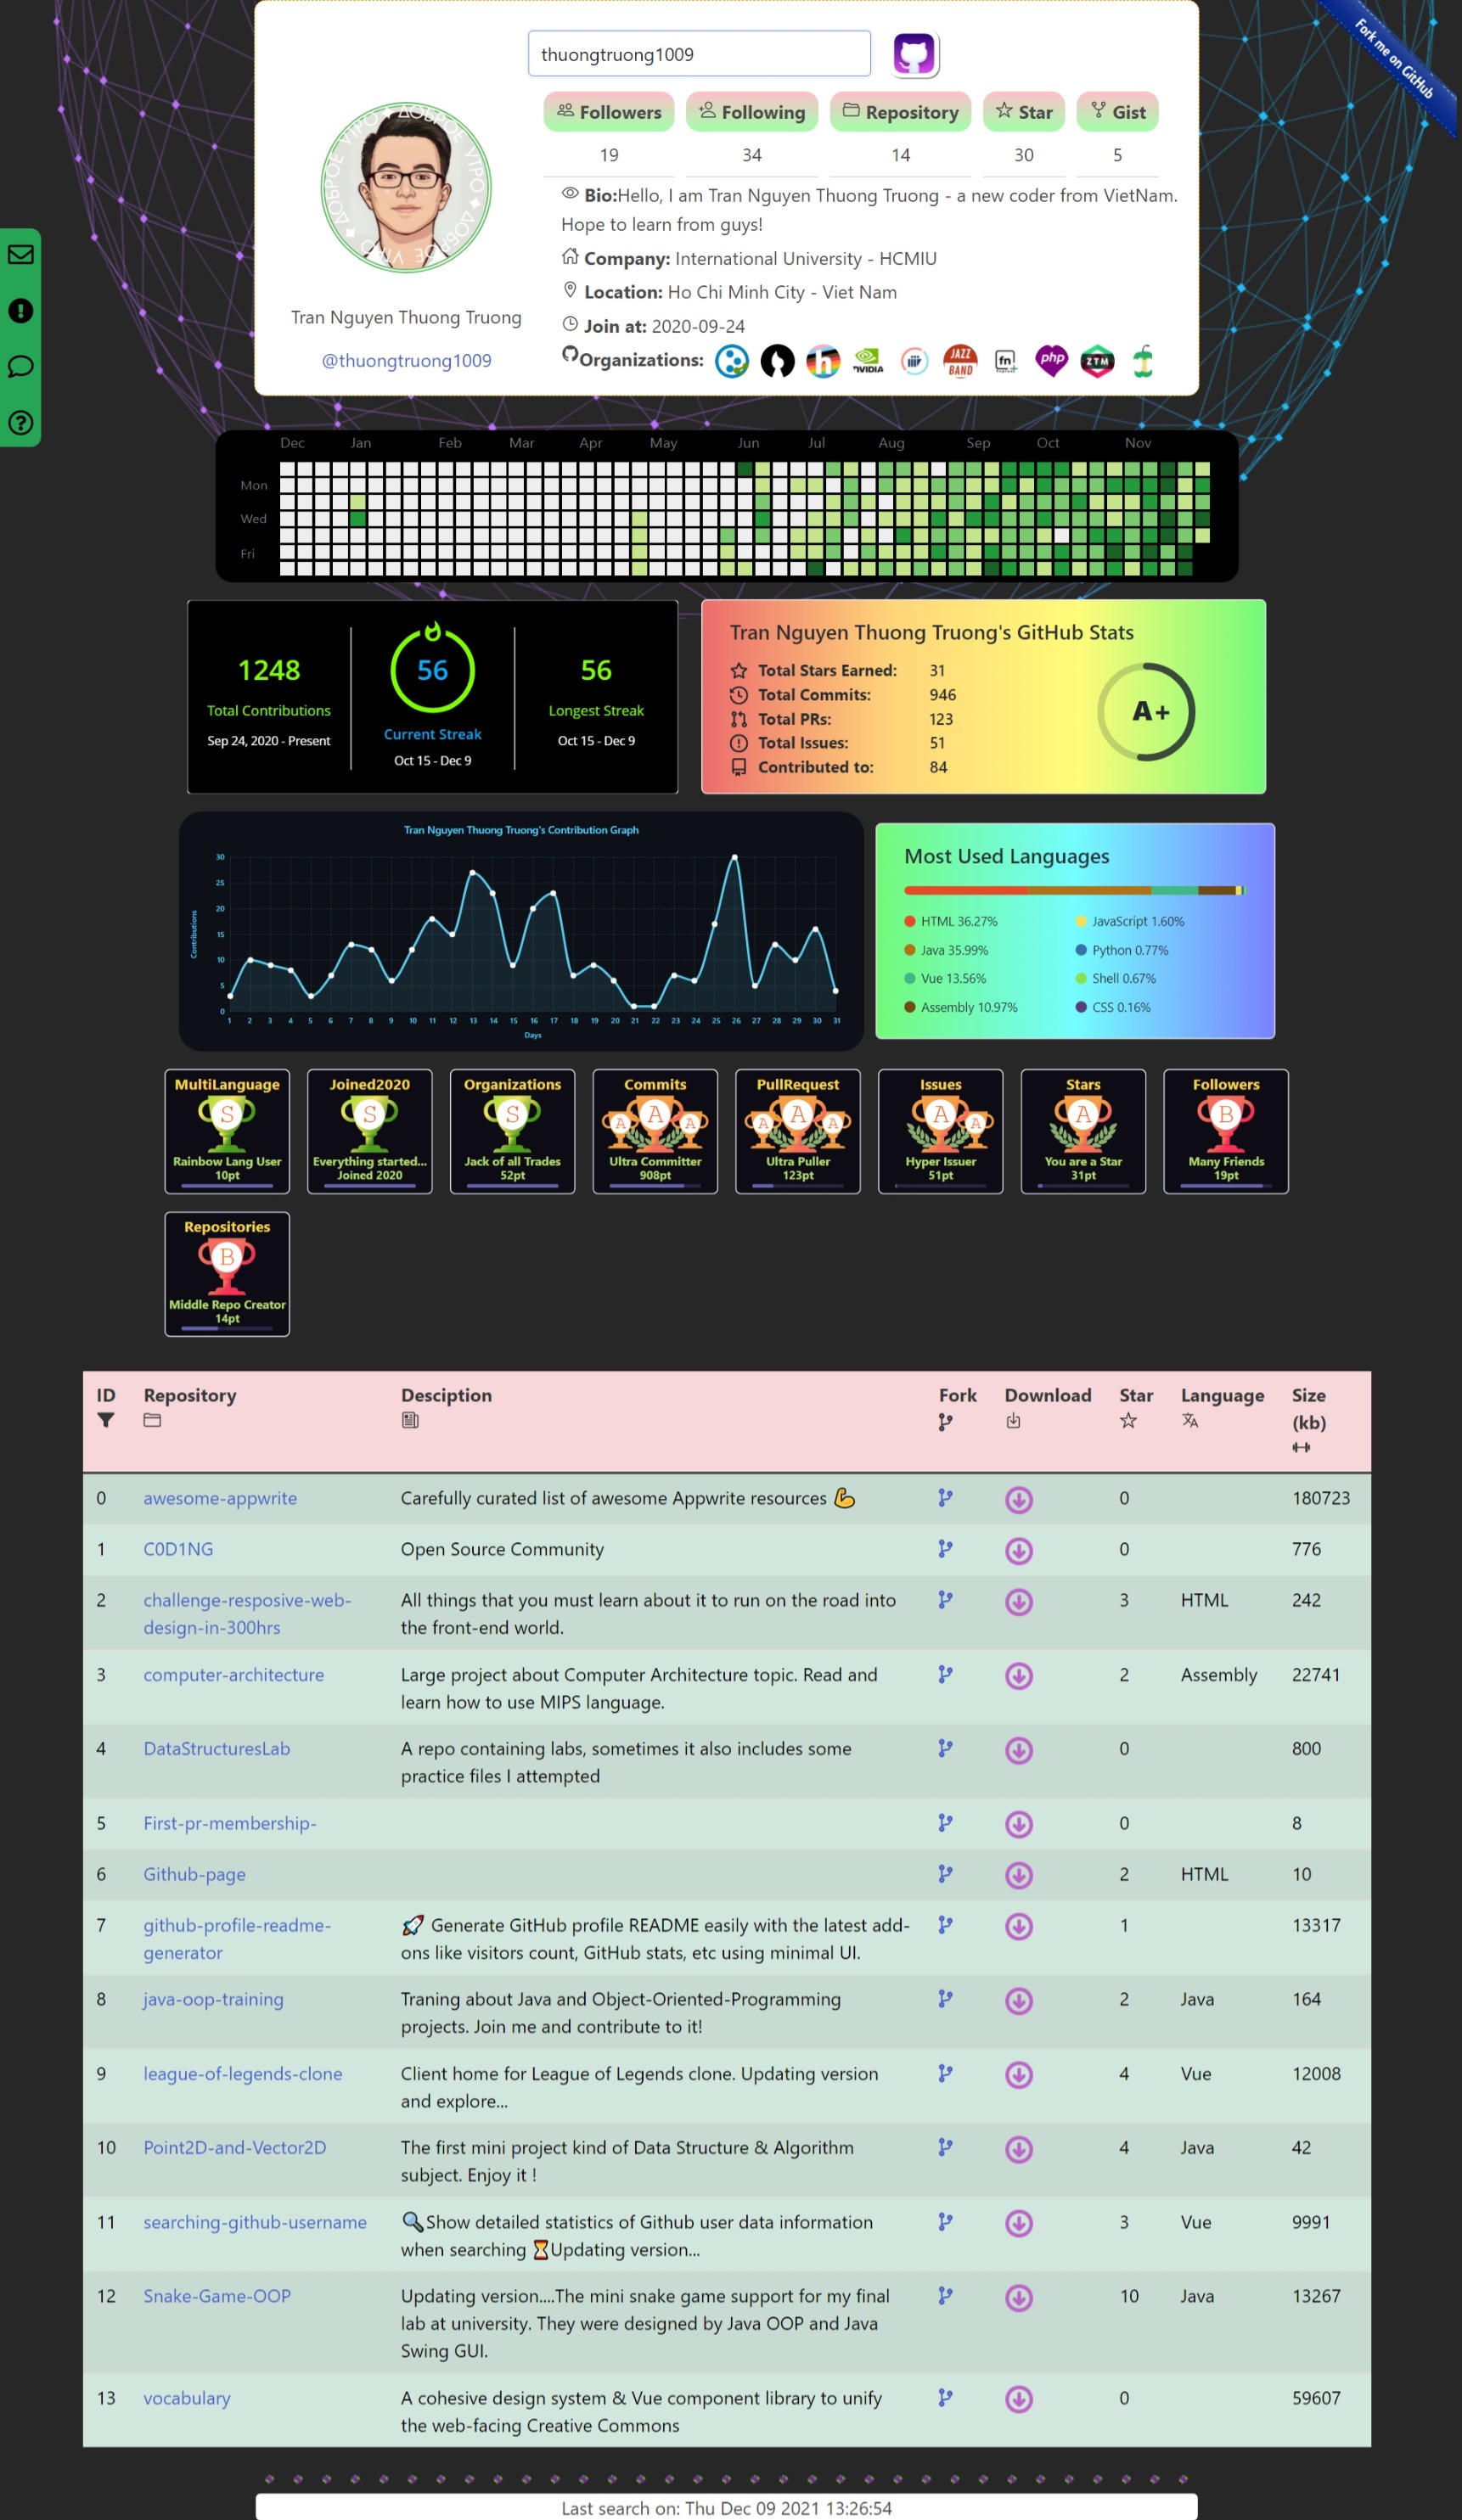 thuongtruong1009
Fork me on GitHub
Followers
Following
Repository
Star
Gist
19
34
14
30
5
ДОБРОЕ VIPO ✦ ДОБРОЕ VIPO ✦ ДОБРОЕ VIPO
Bio:Hello, I am Tran Nguyen Thuong Truong - a new coder from VietNam.
Hope to learn from guys!
Company: International University - HCMIU
Location: Ho Chi Minh City - Viet Nam
Join at: 2020-09-24
Organizations:
h
NVIDIA
JAZZ
BAND
fn
php
ZTM
Tran Nguyen Thuong Truong
@thuongtruong1009
Dec Jan Feb Mar Apr May Jun Jul Aug Sep Oct Nov
Mon
Wed
Fri
1248
Total Contributions
Sep 24, 2020 - Present
56
Current Streak
Oct 15 - Dec 9
56
Longest Streak
Oct 15 - Dec 9
Tran Nguyen Thuong Truong's GitHub Stats
Total Stars Earned: 31
Total Commits: 946
Total PRs: 123
Total Issues: 51
Contributed to: 84
A+
Tran Nguyen Thuong Truong's Contribution Graph
Contributions
30
25
20
15
10
5
0
1 2 3 4 5 6 7 8 9 10 11 12 13 14 15 16 17 18 19 20 21 22 23 24 25 26 27 28 29 30 31
Days
Most Used Languages
HTML 36.27%
Java 35.99%
Vue 13.56%
Assembly 10.97%
JavaScript 1.60%
Python 0.77%
Shell 0.67%
CSS 0.16%
MultiLanguage
S
Rainbow Lang User
10pt
Joined2020
S
Everything started...
Joined 2020
Organizations
S
Jack of all Trades
52pt
Commits
A A A
Ultra Committer
908pt
PullRequest
A A A
Ultra Puller
123pt
Issues
A A
Hyper Issuer
51pt
Stars
A
You are a Star
31pt
Followers
B
Many Friends
19pt
Repositories
B
Middle Repo Creator
14pt
ID Repository Desciption Fork Download Star Language Size
(kb)
0 awesome-appwrite Carefully curated list of awesome Appwrite resources 💪 0 180723
1 C0D1NG Open Source Community 0 776
2 challenge-resposive-web- All things that you must learn about it to run on the road into 3 HTML 242
design-in-300hrs the front-end world.
3 computer-architecture Large project about Computer Architecture topic. Read and 2 Assembly 22741
learn how to use MIPS language.
4 DataStructuresLab A repo containing labs, sometimes it also includes some 0 800
practice files I attempted
5 First-pr-membership- 0 8
6 Github-page 2 HTML 10
7 github-profile-readme- 🚀 Generate GitHub profile README easily with the latest add- 1 13317
generator ons like visitors count, GitHub stats, etc using minimal UI.
8 java-oop-training Traning about Java and Object-Oriented-Programming 2 Java 164
projects. Join me and contribute to it!
9 league-of-legends-clone Client home for League of Legends clone. Updating version 4 Vue 12008
and explore...
10 Point2D-and-Vector2D The first mini project kind of Data Structure & Algorithm 4 Java 42
subject. Enjoy it !
11 searching-github-username 🔍Show detailed statistics of Github user data information 3 Vue 9991
when searching ⏳Updating version...
12 Snake-Game-OOP Updating version....The mini snake game support for my final 10 Java 13267
lab at university. They were designed by Java OOP and Java
Swing GUI.
13 vocabulary A cohesive design system & Vue component library to unify 0 59607
the web-facing Creative Commons
Last search on: Thu Dec 09 2021 13:26:54